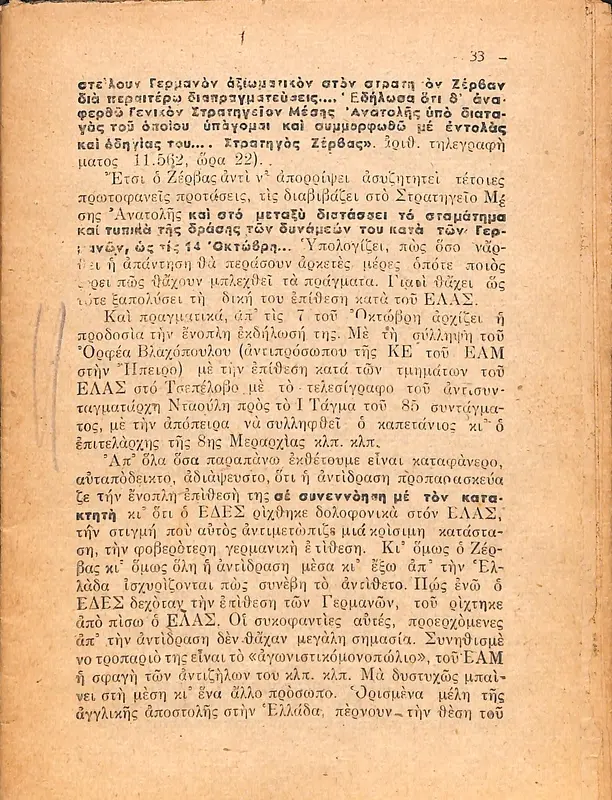 33 –
στείλουν Γερμανὸν ἀξιωματικὸν στὸν στρατη ὸν Ζέρβαν
διὰ περαιτέρω διαπραγματεύσεις.... Ἐδήλωσα ὅτι θ' ἀνα-
φερθῶ Γενικὸν Στρατηγεῖον Μέσης Ἀνατολῆς ὑπὸ διατα-
γὰς τοῦ ὁποίου ὑπάγομαι καὶ συμμορφωθῶ μὲ ἐντολὰς
καὶ ὁδηγίας του.... Στρατηγὸς Ζέρβας». ἀριθ. τηλεγραφή
ματος 11.562, ὥρα 22).
Ἔτσι ὁ Ζέρβας ἀντὶ ν' ἀπορρίψει ἀσυζητητεὶ τέτοιες
πρωτοφανεῖς προτάσεις, τὶς διαβιβάζει στὸ Στρατηγεῖο Μέ
σης Ἀνατολῆς καὶ στὸ μεταξὺ διατάσσει τὸ σταμάτημα
καὶ τυπικὰ τῆς δράσης τῶν δυνάμεών του κατὰ τῶν Γερ-
μανῶν, ὡς τὶς 14 Ὀκτώβρη... Ὑπολογίζει, πὼς ὅσο νἄρ-
θει ἡ ἀπάντηση θὰ περάσουν ἀρκετὲς μέρες ὁπότε ποιὸς
ξέρει πῶς θἄχουν μπλεχθεῖ τὰ πράγματα. Γιατὶ θἄχει ὡς
τότε ξαπολύσει τὴ δική του ἐπίθεση κατὰ τοῦ ΕΛΑΣ.
Καὶ πραγματικά, ἀπ' τὶς 7 τοῦ Ὀκτώβρη ἀρχίζει ἡ
προδοσία τὴν ἔνοπλη ἐκδήλωσή της. Μὲ τὴ σύλληψη τοῦ
Ὀρφέα Βλαχόπουλου (ἀντιπρόσωπου τῆς ΚΕ τοῦ ΕΑΜ
στὴν Ἤπειρο) μὲ τὴν ἐπίθεση κατὰ τῶν τμημάτων τοῦ
ΕΛΑΣ στὸ Τσεπέλοβο μὲ τὸ τελεσίγραφο τοῦ ἀντισυν-
ταγματάρχη Νταούλη πρὸς τὸ Ι Τάγμα τοῦ 85 συντάγμα-
τος, μὲ τὴν ἀπόπειρα νὰ συλληφθεῖ ὁ καπετάνιος κι' ὁ
ἐπιτελάρχης τῆς 8ης Μεραρχίας κλπ. κλπ.
Ἀπ' ὅλα ὅσα παραπάνω ἐκθέτουμε εἶναι καταφάνερο,
αὐταπόδεικτο, ἀδιάψευστο, ὅτι ἡ ἀντίδραση προπαρασκεύα
ζε τὴν ἔνοπλη ἐπίθεσή της σὲ συνεννόηση μὲ τὸν κατα-
κτητὴ κι' ὅτι ὁ ΕΔΕΣ ρίχθηκε δολοφονικὰ στὸν ΕΛΑΣ,
τὴν στιγμὴ ποὺ αὐτὸς ἀντιμετώπιζε μιὰ κρίσιμη κατάστα-
ση, τὴν φοβερότερη γερμανικὴ ἐπίθεση. Κι' ὅμως ὁ Ζέρ-
βας κι' ὅμως ὅλη ἡ ἀντίδραση μέσα κι' ἔξω ἀπ' τὴν Ἑλ-
λάδα ἰσχυρίζονται πὼς συνέβη τὸ ἀντίθετο. Πὼς ἐνῶ ὁ
ΕΔΕΣ δεχόταν τὴν ἐπίθεση τῶν Γερμανῶν, τοῦ ρίχτηκε
ἀπὸ πίσω ὁ ΕΛΑΣ. Οἱ συκοφαντίες αὐτές, προερχόμενες
ἀπ' τὴν ἀντίδραση δὲν θἄχαν μεγάλη σημασία. Συνηθισμέ
νο τροπάριό της εἶναι τὸ «ἀγωνιστικόμονοπώλιο», τοῦ ΕΑΜ
ἡ σφαγὴ τῶν ἀντιζήλων του κλπ. κλπ. Μὰ δυστυχῶς μπαί-
νει στὴ μέση κι' ἕνα ἄλλο πρόσωπο. Ὁρισμένα μέλη τῆς
ἀγγλικῆς ἀποστολῆς στὴν Ἑλλάδα, πέρνουν τὴν θέση τοῦ